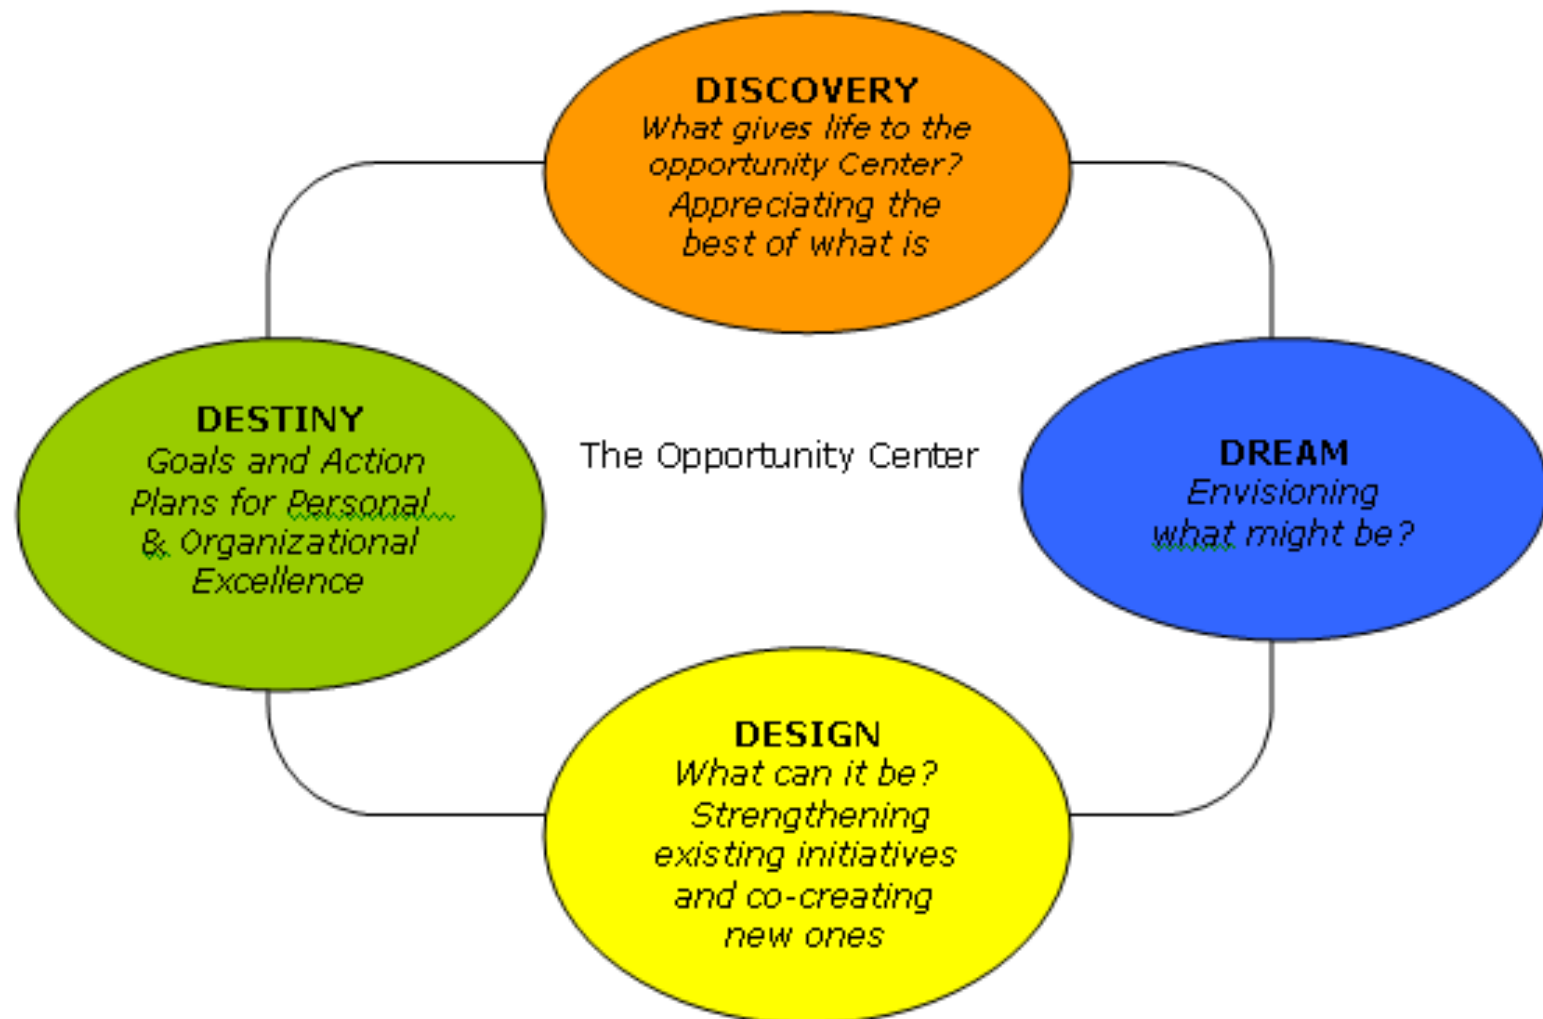 DISCOVERY
What gives life to the
opportunity Center?
Appreciating the
best of what is
DESTINY
Goals and Action
Plans for Personal
& Organizational
Excellence
The Opportunity Center
DREAM
Envisioning
what might be?
DESIGN
What can it be?
Strengthening
existing initiatives
and co-creating
new ones